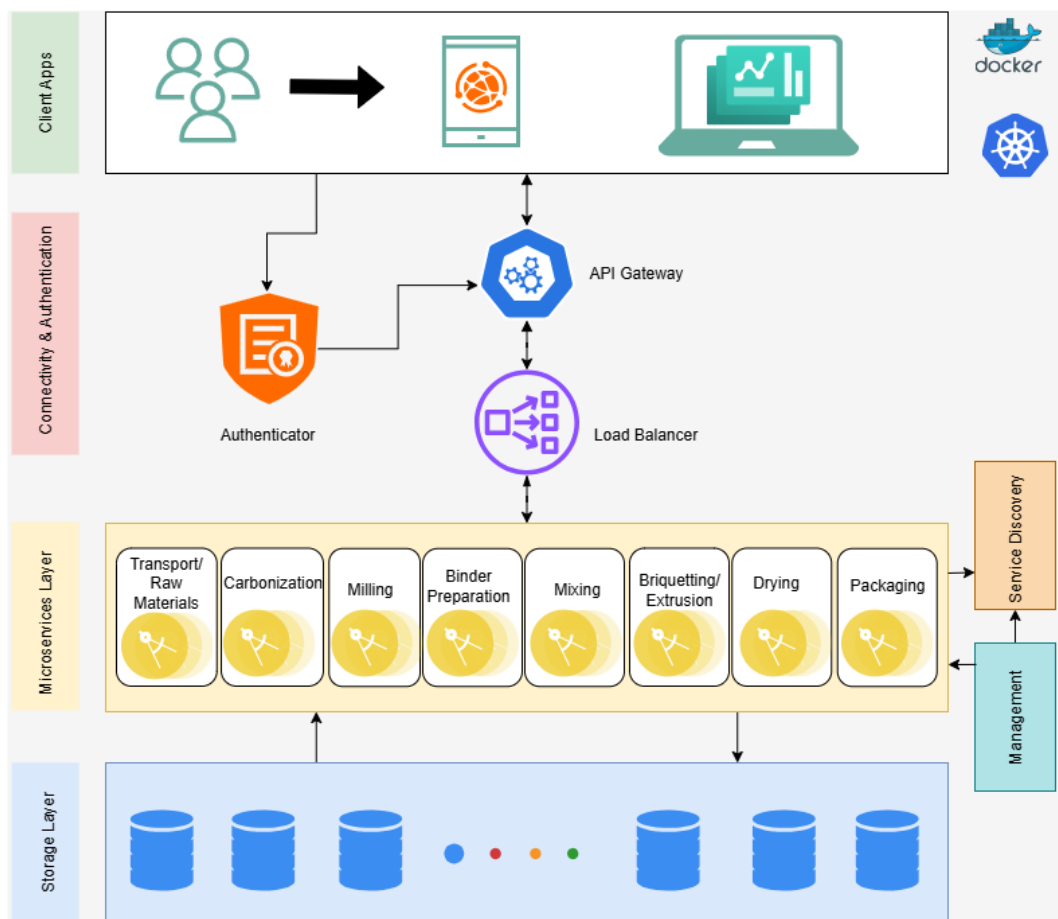 Client Apps
docker
Connectivity & Authentication
API Gateway
Authenticator
Load Balancer
Microservices Layer
Transport/
Raw
Materials
Carbonization
Milling
Binder
Preparation
Mixing
Briquetting/
Extrusion
Drying
Packaging
Service Discovery
Management
Storage Layer